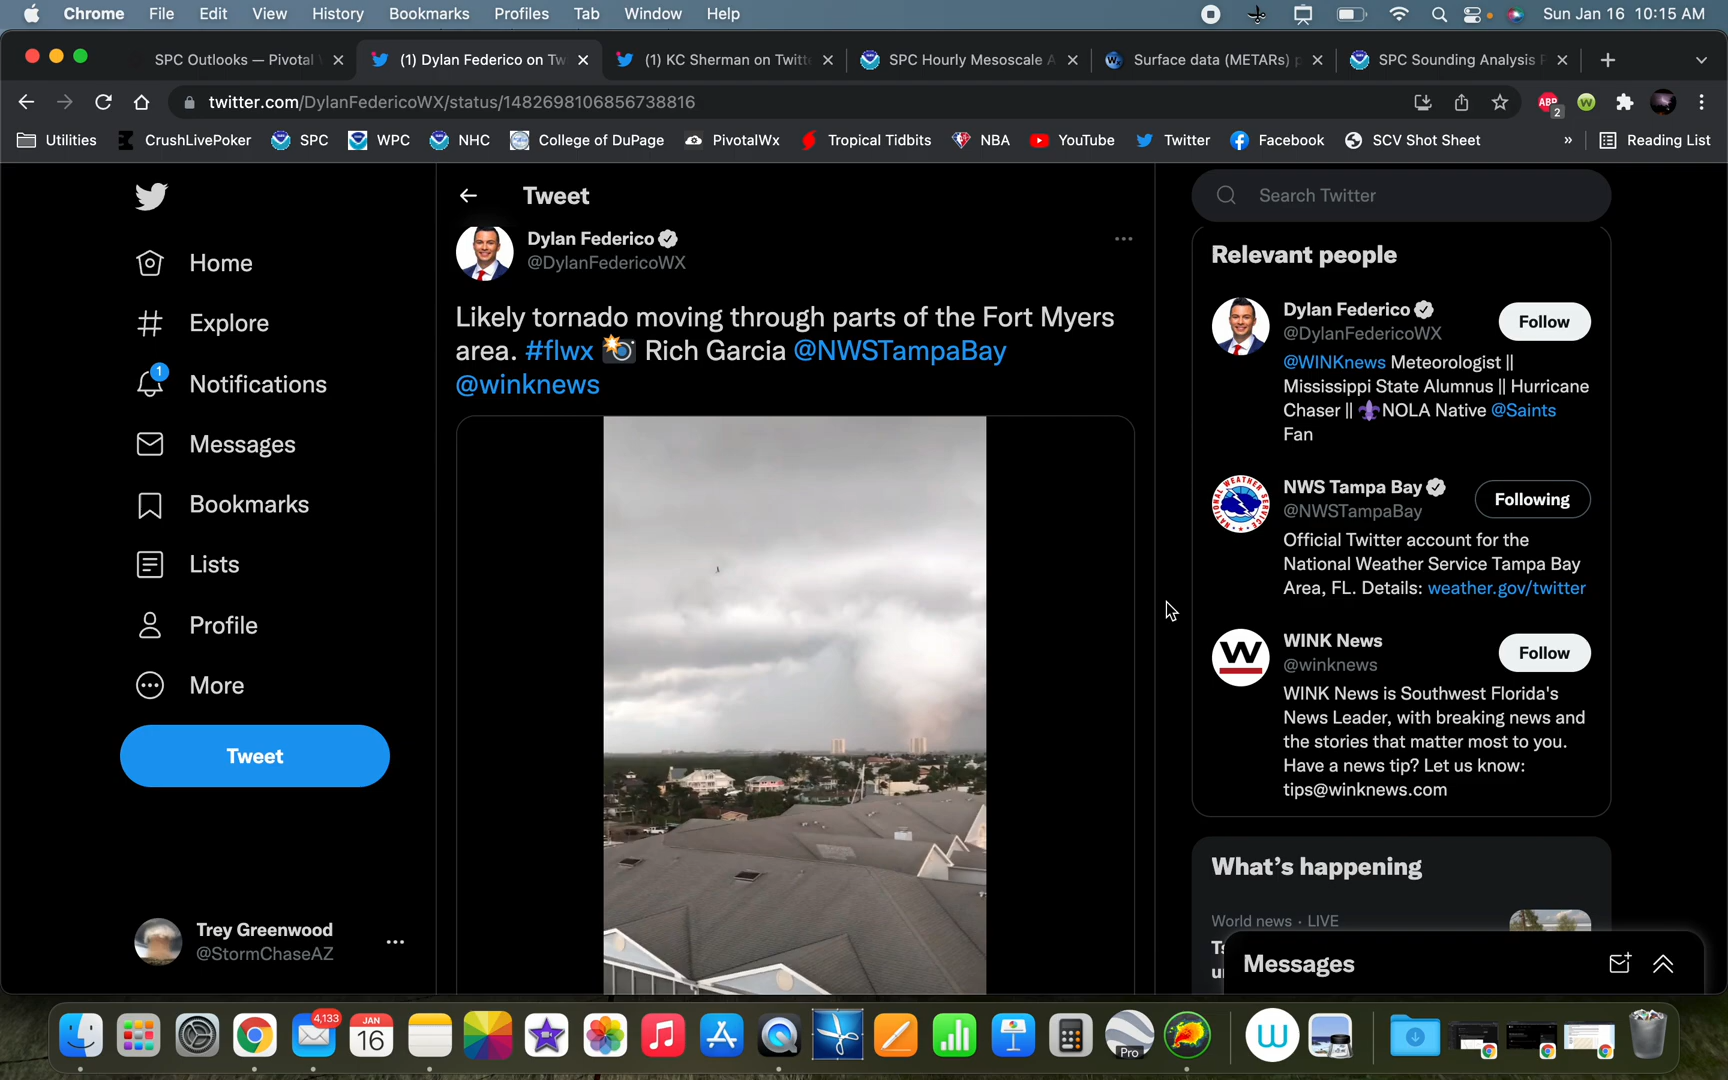 Chrome File Edit View History Bookmarks Profiles Tab Window Help Sun Jan 16 10:15 AM
SPC Outlooks — Pivotal (1) Dylan Federico on Tw (1) KC Sherman on Twitt SPC Hourly Mesoscale A Surface data (METARs) p SPC Sounding Analysis P
twitter.com/DylanFedericoWX/status/1482698106856738816 ABP 2
Utilities CrushLivePoker SPC WPC NHC College of DuPage PivotalWx Tropical Tidbits NBA YouTube Twitter Facebook SCV Shot Sheet » Reading List
Home
Explore
1
Notifications
Messages
Bookmarks
Lists
Profile
More
Tweet
Trey Greenwood
@StormChaseAZ
Tweet
Dylan Federico
@DylanFedericoWX
Likely tornado moving through parts of the Fort Myers
area. #flwx 📸 Rich Garcia @NWSTampaBay
@winknews
Search Twitter
Relevant people
Dylan Federico
@DylanFedericoWX
Follow
@WINKnews Meteorologist ||
Mississippi State Alumnus || Hurricane
Chaser || ⚜️NOLA Native @Saints
Fan
NWS Tampa Bay
@NWSTampaBay
Following
Official Twitter account for the
National Weather Service Tampa Bay
Area, FL. Details: weather.gov/twitter
WINK News
@winknews
Follow
WINK News is Southwest Florida's
News Leader, with breaking news and
the stories that matter most to you.
Have a news tip? Let us know:
tips@winknews.com
What's happening
World news · LIVE
Messages
4,133
JAN
16
Pro